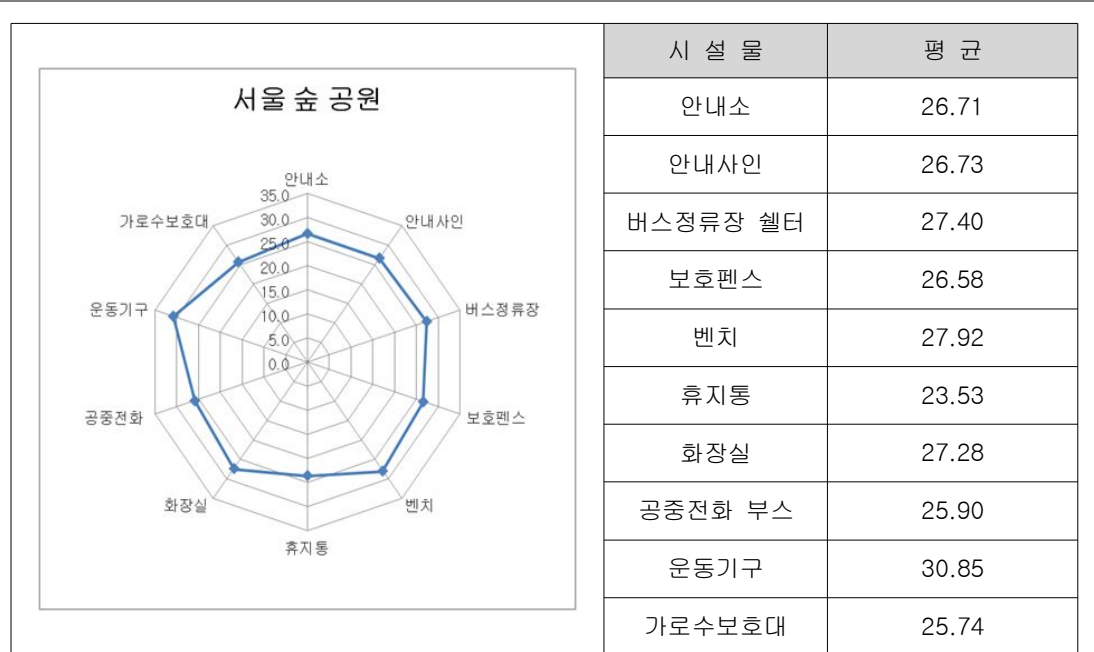 서울 숲 공원
안내소
안내사인
버스정류장
보호펜스
벤치
휴지통
화장실
공중전화
운동기구
가로수보호대
35.0
30.0
25.0
20.0
15.0
10.0
5.0
0.0
시 설 물 평 균
안내소 26.71
안내사인 26.73
버스정류장 쉘터 27.40
보호펜스 26.58
벤치 27.92
휴지통 23.53
화장실 27.28
공중전화 부스 25.90
운동기구 30.85
가로수보호대 25.74